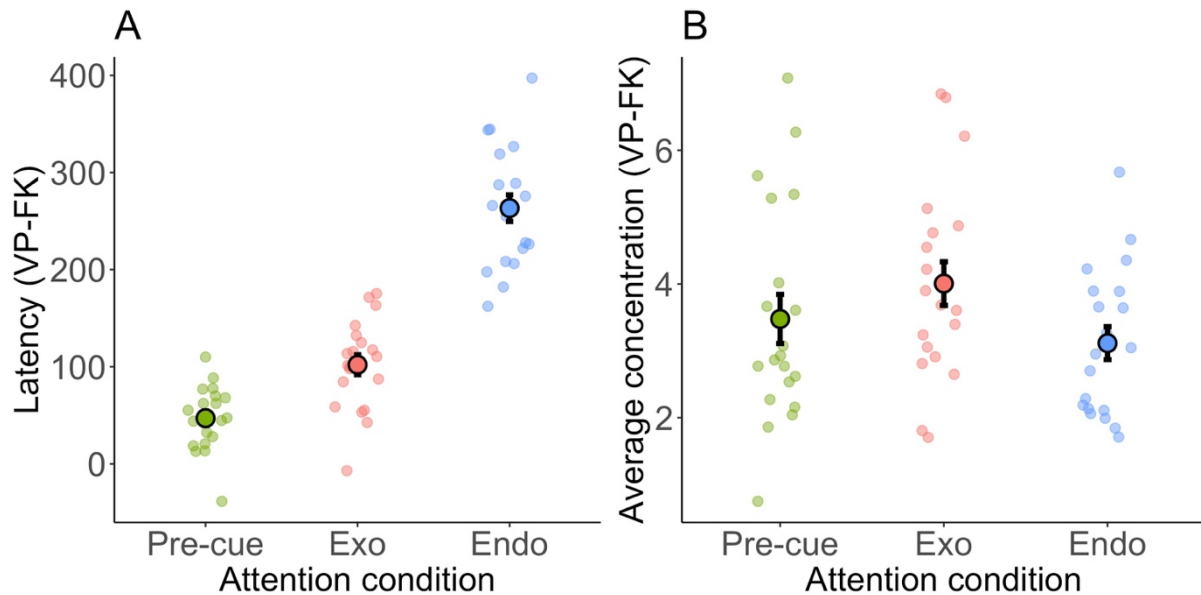 A
Latency (VP-FK)
400
300
200
100
0
Pre-cue Exo Endo
Attention condition
B
Average concentration (VP-FK)
6
4
2
Pre-cue Exo Endo
Attention condition